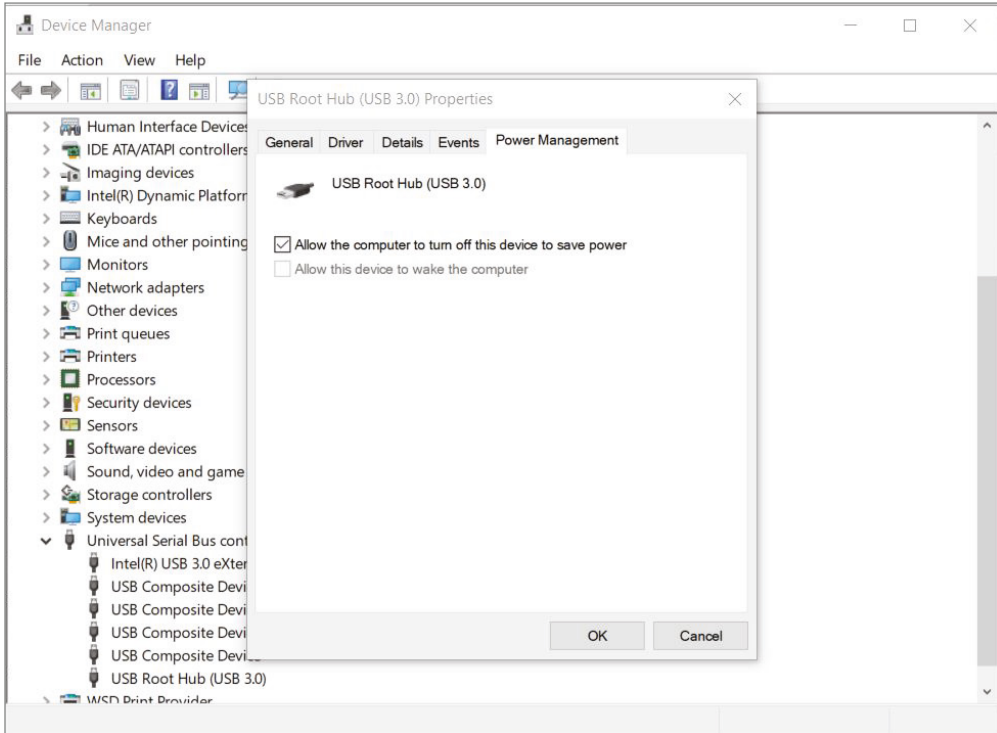 Device Manager
File Action View Help
USB Root Hub (USB 3.0) Properties
General Driver Details Events Power Management
USB Root Hub (USB 3.0)
Allow the computer to turn off this device to save power
Allow this device to wake the computer
OK Cancel
Human Interface Devices
IDE ATA/ATAPI controllers
Imaging devices
Intel(R) Dynamic Platfor
Keyboards
Mice and other pointing
Monitors
Network adapters
Other devices
Print queues
Printers
Processors
Security devices
Sensors
Software devices
Sound, video and game
Storage controllers
System devices
Universal Serial Bus cont
Intel(R) USB 3.0 eXter
USB Composite Devi
USB Composite Devi
USB Composite Devi
USB Composite Devi
USB Root Hub (USB 3.0)
WSD Print Provider